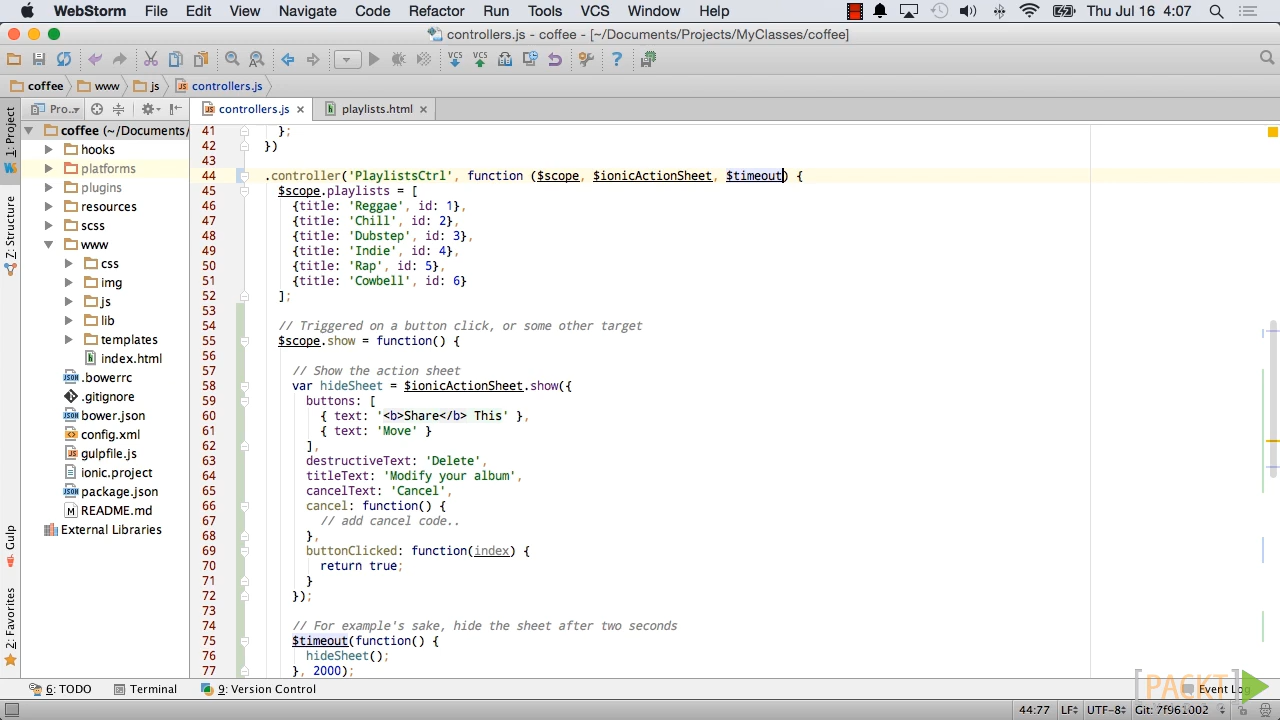 WebStorm File Edit View Navigate Code Refactor Run Tools VCS Window Help Thu Jul 16 4:07
controllers.js - coffee - [~/Documents/Projects/MyClasses/coffee]
VCS VCS
coffee www js controllers.js
Pro... controllers.js playlists.html
1: Project
Z: Structure
Gulp
2: Favorites
coffee (~/Documents/
hooks
platforms
plugins
resources
scss
www
css
img
js
lib
templates
index.html
.bowerrc
.gitignore
bower.json
config.xml
gulpfile.js
ionic.project
package.json
README.md
External Libraries
41 };
42 })
43
44 .controller('PlaylistsCtrl', function ($scope, $ionicActionSheet, $timeout) {
45 $scope.playlists = [
46 {title: 'Reggae', id: 1},
47 {title: 'Chill', id: 2},
48 {title: 'Dubstep', id: 3},
49 {title: 'Indie', id: 4},
50 {title: 'Rap', id: 5},
51 {title: 'Cowbell', id: 6}
52 ];
53
54 // Triggered on a button click, or some other target
55 $scope.show = function() {
56
57 // Show the action sheet
58 var hideSheet = $ionicActionSheet.show({
59 buttons: [
60 { text: '<b>Share</b> This' },
61 { text: 'Move' }
62 ],
63 destructiveText: 'Delete',
64 titleText: 'Modify your album',
65 cancelText: 'Cancel',
66 cancel: function() {
67 // add cancel code..
68 },
69 buttonClicked: function(index) {
70 return true;
71 }
72 });
73
74 // For example's sake, hide the sheet after two seconds
75 $timeout(function() {
76 hideSheet();
77 }, 2000);
6: TODO Terminal 9: Version Control Event Log
[PACKT]
44:77 LF UTF-8 Git: 7f961002